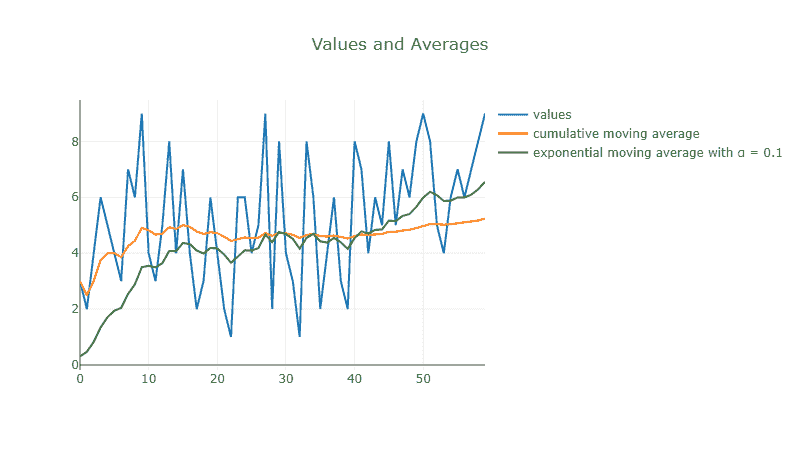 Values and Averages
values
cumulative moving average
exponential moving average with α = 0.1
8
6
4
2
0
0 10 20 30 40 50